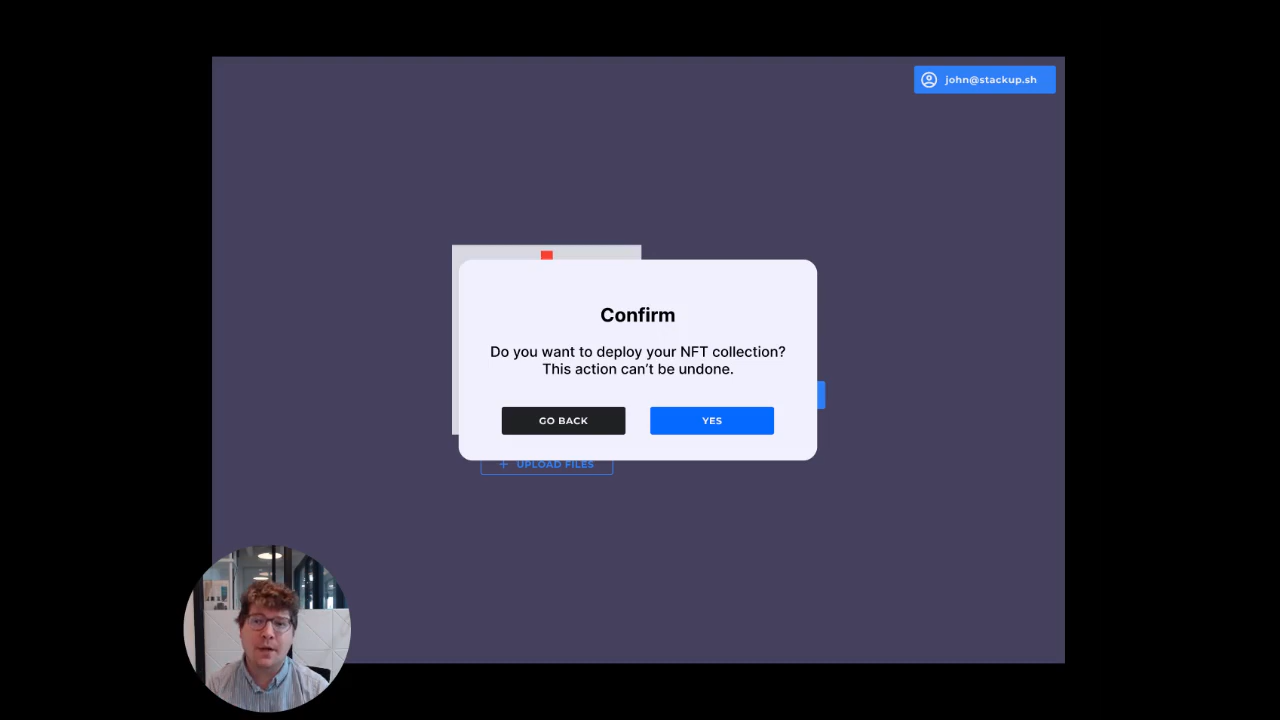 john@stackup.sh
Confirm
Do you want to deploy your NFT collection?
This action can’t be undone.
GO BACK
YES
+ UPLOAD FILES